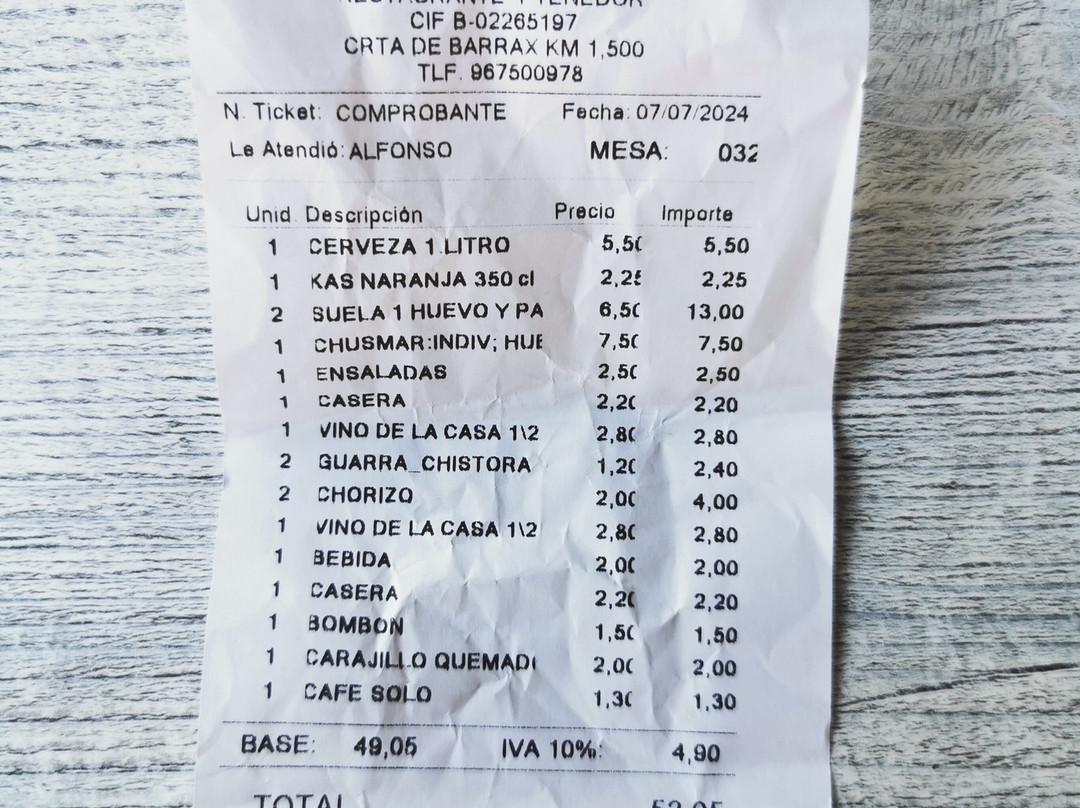 RESTAURANTE Y TENEDOR
CIF B-02265197
CRTA DE BARRAX KM 1,500
TLF. 967500978
N. Ticket: COMPROBANTE Fecha: 07/07/2024
Le Atendió: ALFONSO MESA: 032
Unid. Descripción Precio Importe
1 CERVEZA 1 LITRO 5,50 5,50
1 KAS NARANJA 350 cl 2,25 2,25
2 SUELA 1 HUEVO Y PA 6,50 13,00
1 CHUSMAR:INDIV; HUE 7,50 7,50
1 ENSALADAS 2,50 2,50
1 CASERA 2,20 2,20
1 VINO DE LA CASA 1\2 2,80 2,80
2 GUARRA_CHISTORA 1,20 2,40
2 CHORIZO 2,00 4,00
1 VINO DE LA CASA 1\2 2,80 2,80
1 BEBIDA 2,00 2,00
1 CASERA 2,20 2,20
1 BOMBON 1,50 1,50
1 CARAJILLO QUEMAD 2,00 2,00
1 CAFE SOLO 1,30 1,30
BASE: 49,05 IVA 10%: 4,90
TOTAL 53,95